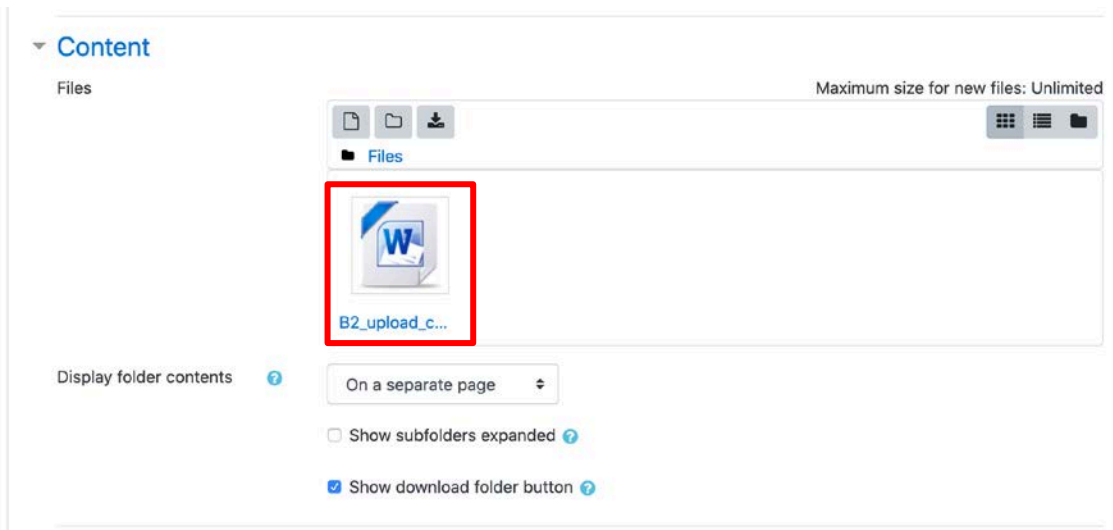 Content
Files
Maximum size for new files: Unlimited
Files
W
B2_upload_c...
Display folder contents
On a separate page
Show subfolders expanded
Show download folder button